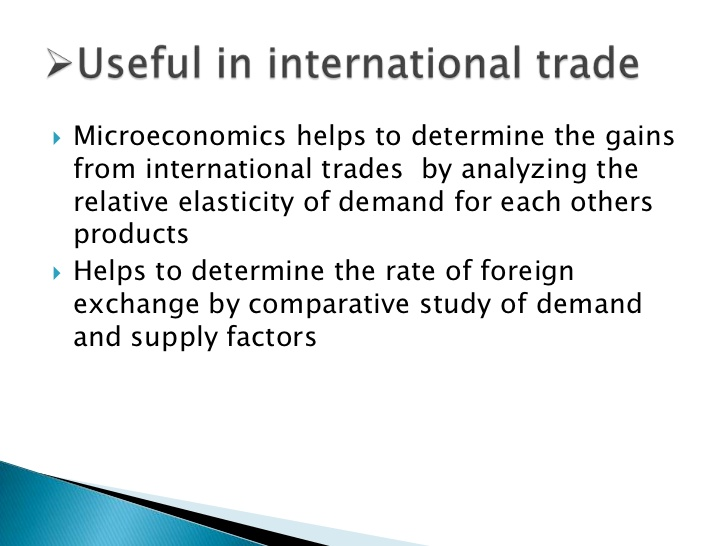 ➢Useful in international trade
Microeconomics helps to determine the gains
from international trades by analyzing the
relative elasticity of demand for each others
products
Helps to determine the rate of foreign
exchange by comparative study of demand
and supply factors